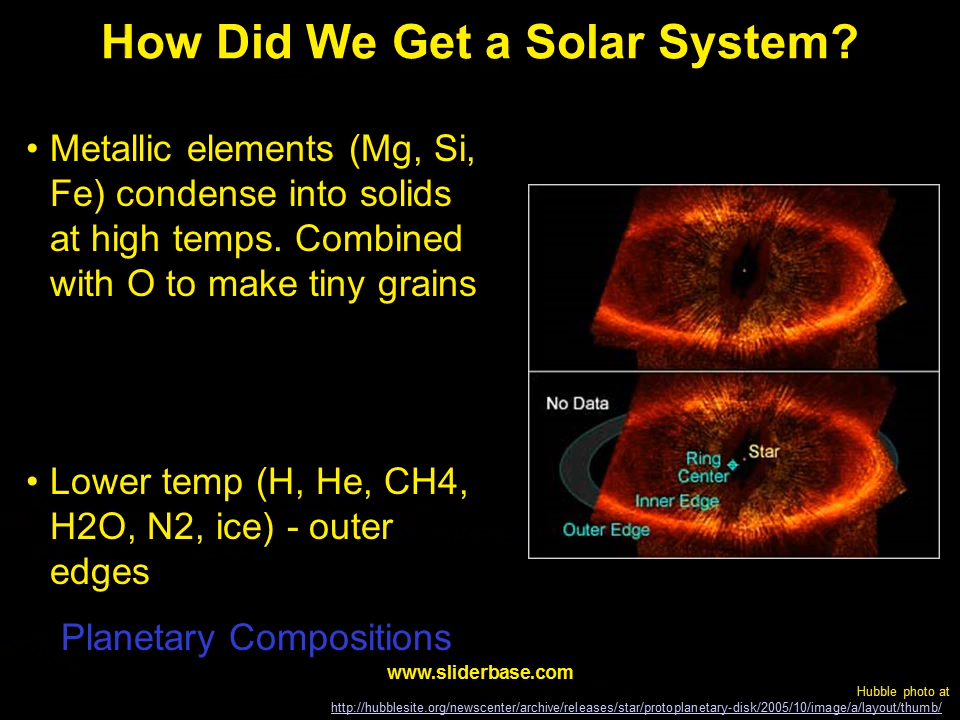 How Did We Get a Solar System?
• Metallic elements (Mg, Si,
Fe) condense into solids
at high temps. Combined
with O to make tiny grains
• Lower temp (H, He, CH4,
H2O, N2, ice) - outer
edges
Planetary Compositions
No Data
Star
Ring
Center
Inner Edge
Outer Edge
www.sliderbase.com
Hubble photo at
http://hubblesite.org/newscenter/archive/releases/star/protoplanetary-disk/2005/10/image/a/layout/thumb/